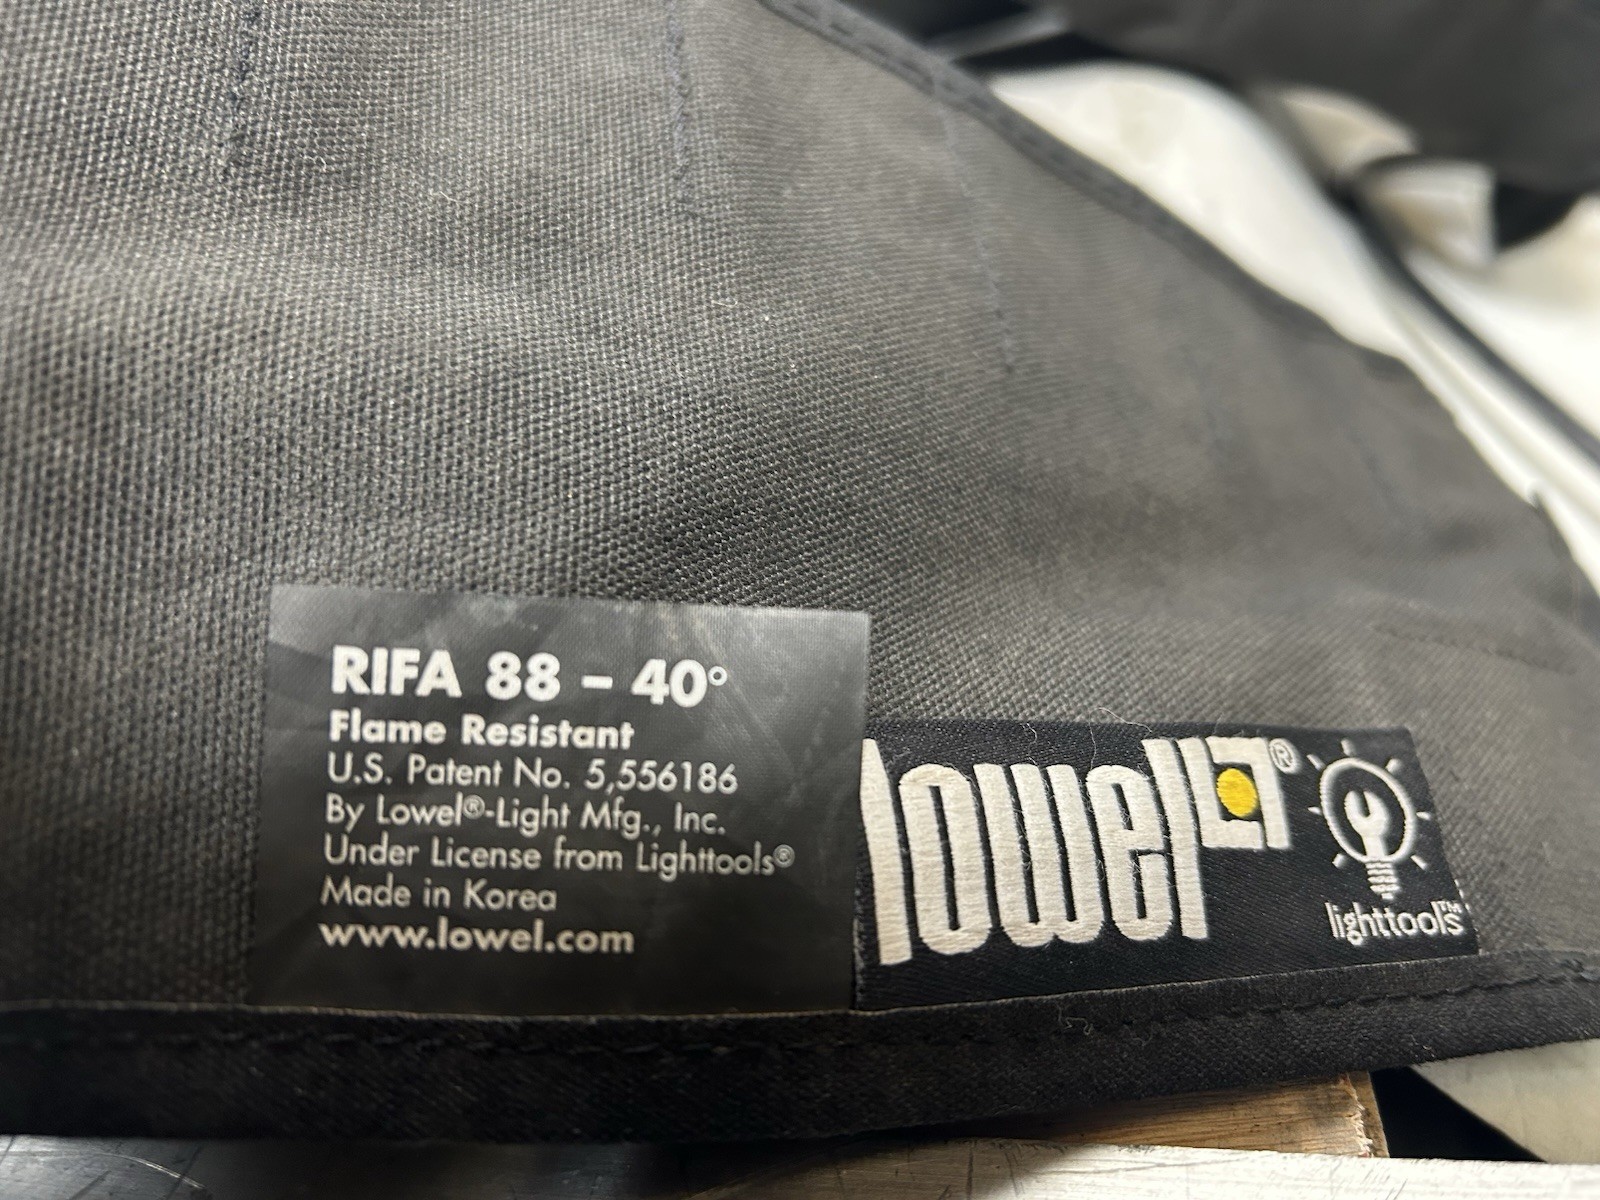 RIFA 88 – 40°
Flame Resistant
U.S. Patent No. 5,556186
By Lowel®-Light Mfg., Inc.
Under License from Lighttools®
Made in Korea
www.lowel.com
lowel ®
lighttools™